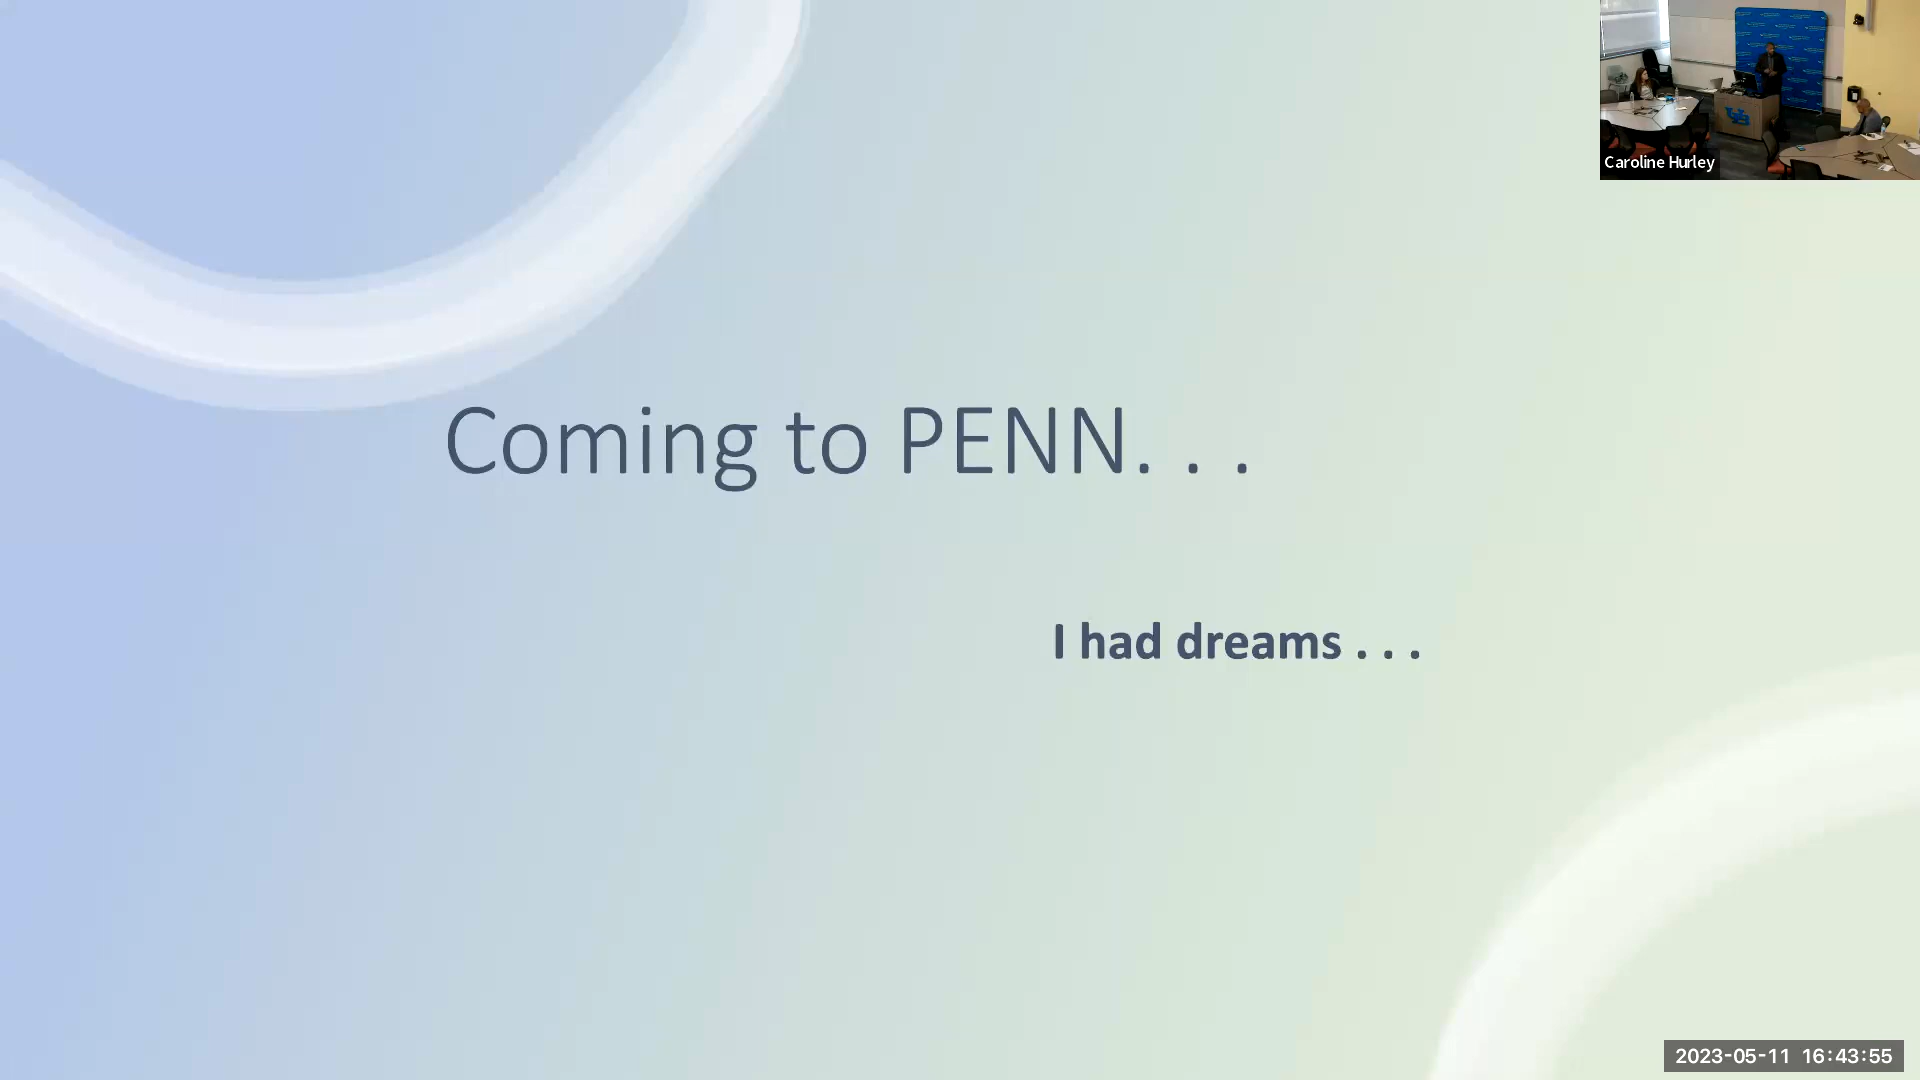 Caroline Hurley
Coming to PENN. . .
I had dreams . . .
2023-05-11 16:43:55